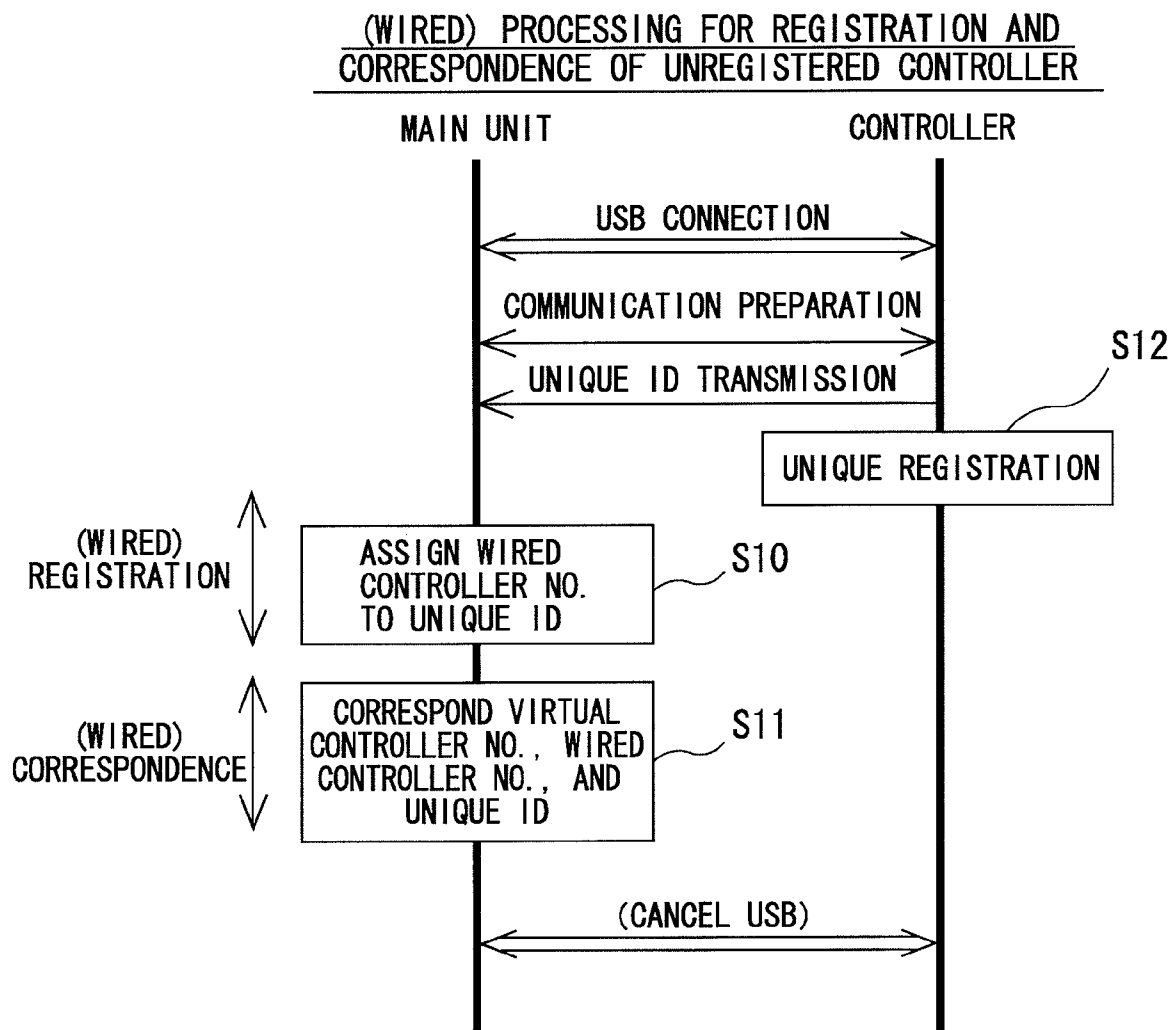 (WIRED) PROCESSING FOR REGISTRATION AND
CORRESPONDENCE OF UNREGISTERED CONTROLLER
MAIN UNIT
CONTROLLER
USB CONNECTION
COMMUNICATION PREPARATION
S12
UNIQUE ID TRANSMISSION
UNIQUE REGISTRATION
(WIRED)
REGISTRATION
ASSIGN WIRED
CONTROLLER NO.
TO UNIQUE ID
S10
(WIRED)
CORRESPONDENCE
CORRESPOND VIRTUAL
CONTROLLER NO., WIRED
CONTROLLER NO., AND
UNIQUE ID
S11
(CANCEL USB)